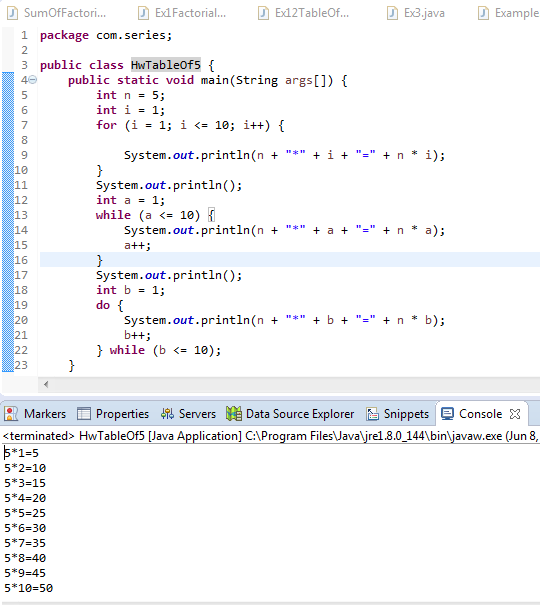 SumOfFactori... Ex1Factorial... Ex12TableOf... Ex3.java Example
1 package com.series;
2
3 public class HwTableOf5 {
4 public static void main(String args[]) {
5 int n = 5;
6 int i = 1;
7 for (i = 1; i <= 10; i++) {
8
9 System.out.println(n + "*" + i + "=" + n * i);
10 }
11 System.out.println();
12 int a = 1;
13 while (a <= 10) {
14 System.out.println(n + "*" + a + "=" + n * a);
15 a++;
16 }
17 System.out.println();
18 int b = 1;
19 do {
20 System.out.println(n + "*" + b + "=" + n * b);
21 b++;
22 } while (b <= 10);
23 }
Markers Properties Servers Data Source Explorer Snippets Console
<terminated> HwTableOf5 [Java Application] C:\Program Files\Java\jre1.8.0_144\bin\javaw.exe (Jun 8,
5*1=5
5*2=10
5*3=15
5*4=20
5*5=25
5*6=30
5*7=35
5*8=40
5*9=45
5*10=50